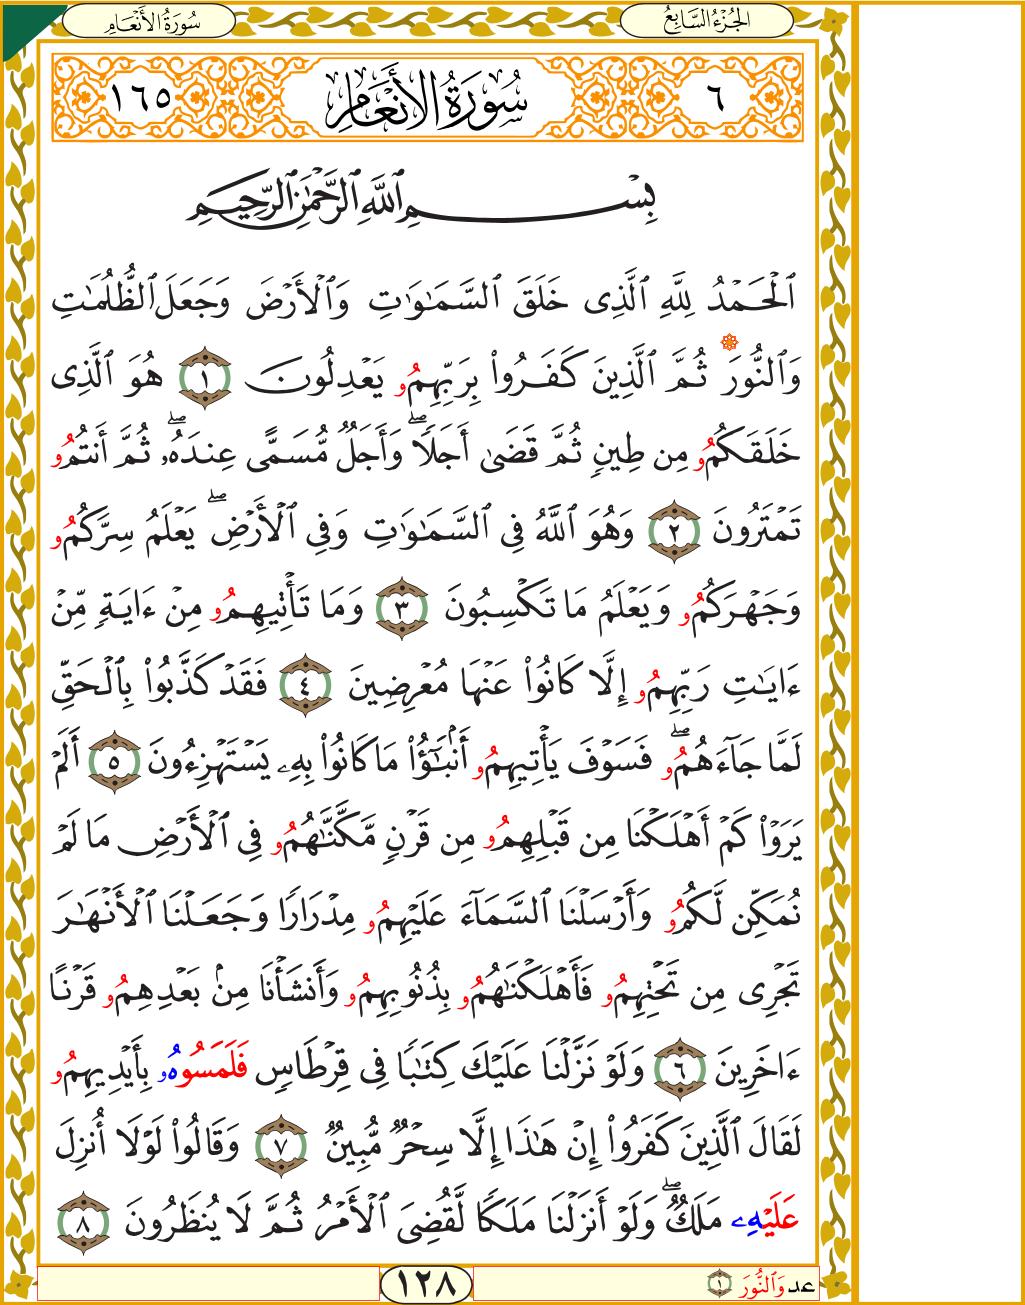 سُورَةُ الأَنْعَامِ
الجُزْءُ السَّابِعُ
٦ سُورَةُ الأَنْعَامِ ١٦٥
بِسْمِ ٱللَّهِ ٱلرَّحْمَٰنِ ٱلرَّحِيمِ
ٱلْحَمْدُ لِلَّهِ ٱلَّذِى خَلَقَ ٱلسَّمَٰوَٰتِ وَٱلْأَرْضَ وَجَعَلَ ٱلظُّلُمَٰتِ
وَٱلنُّورَ ثُمَّ ٱلَّذِينَ كَفَرُوا۟ بِرَبِّهِمُۥ يَعْدِلُونَ ١ هُوَ ٱلَّذِى
خَلَقَكُمُۥ مِن طِينٍ ثُمَّ قَضَىٰ أَجَلًا ۖ وَأَجَلٌ مُّسَمًّى عِندَهُۥ ۖ ثُمَّ أَنتُمُۥ
تَمْتَرُونَ ٢ وَهُوَ ٱللَّهُ فِى ٱلسَّمَٰوَٰتِ وَفِى ٱلْأَرْضِ ۖ يَعْلَمُ سِرَّكُمُۥ
وَجَهْرَكُمُۥ وَيَعْلَمُ مَا تَكْسِبُونَ ٣ وَمَا تَأْتِيهِمُۥ مِنْ ءَايَةٍ مِّنْ
ءَايَٰتِ رَبِّهِمُۥ إِلَّا كَانُوا۟ عَنْهَا مُعْرِضِينَ ٤ فَقَدْ كَذَّبُوا۟ بِٱلْحَقِّ
لَمَّا جَآءَهُمُۥ ۖ فَسَوْفَ يَأْتِيهِمُۥ أَنۢبَٰٓؤُا۟ مَا كَانُوا۟ بِهِۦ يَسْتَهْزِءُونَ ٥ أَلَمْ
يَرَوْا۟ كَمْ أَهْلَكْنَا مِن قَبْلِهِمُۥ مِن قَرْنٍ مَّكَّنَّٰهُمُۥ فِى ٱلْأَرْضِ مَا لَمْ
نُمَكِّن لَّكُمُۥ وَأَرْسَلْنَا ٱلسَّمَآءَ عَلَيْهِمُۥ مِدْرَارًا وَجَعَلْنَا ٱلْأَنْهَٰرَ
تَجْرِى مِن تَحْتِهِمُۥ فَأَهْلَكْنَٰهُمُۥ بِذُنُوبِهِمُۥ وَأَنشَأْنَا مِنۢ بَعْدِهِمُۥ قَرْنًا
ءَاخَرِينَ ٦ وَلَوْ نَزَّلْنَا عَلَيْكَ كِتَٰبًا فِى قِرْطَاسٍ فَلَمَسُوهُۥ بِأَيْدِيهِمُۥ
لَقَالَ ٱلَّذِينَ كَفَرُوا۟ إِنْ هَٰذَا إِلَّا سِحْرٌ مُّبِينٌ ٧ وَقَالُوا۟ لَوْلَا أُنزِلَ
عَلَيْهِۦ مَلَكٌ ۖ وَلَوْ أَنزَلْنَا مَلَكًا لَّقُضِىَ ٱلْأَمْرُ ثُمَّ لَا يُنظَرُونَ ٨
١٢٨
عد وَٱلنُّورَ ١